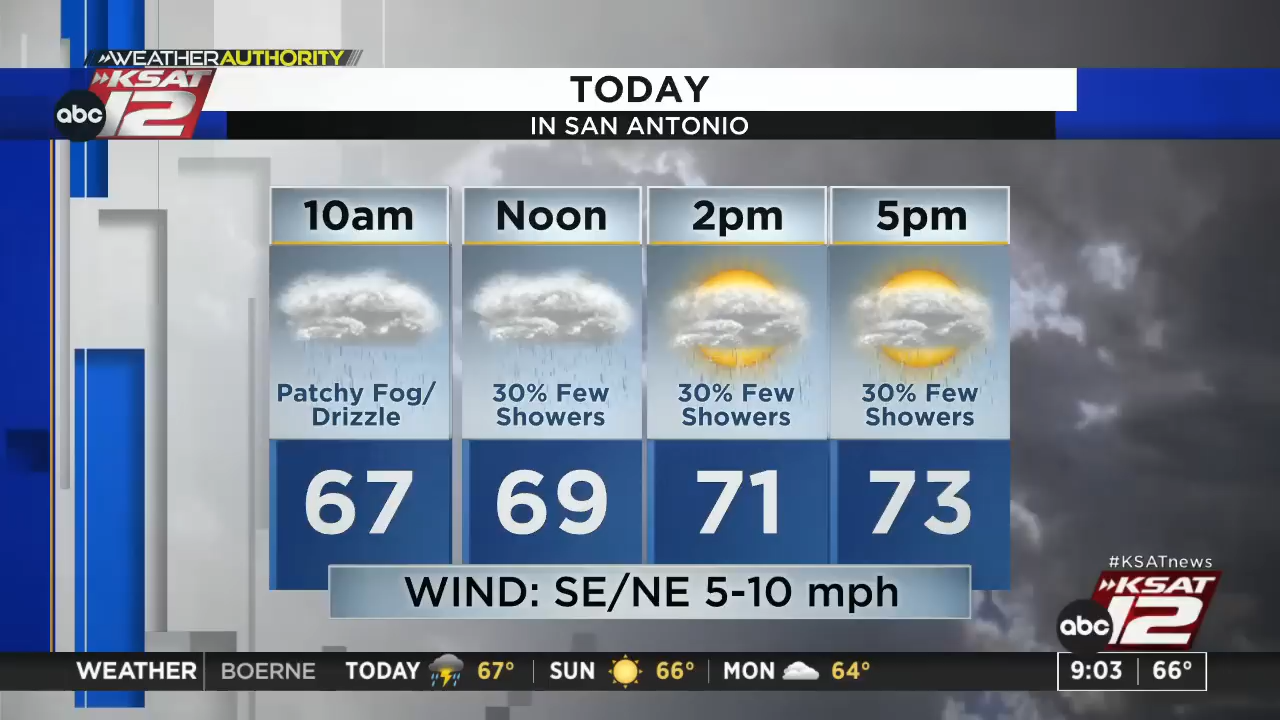 WEATHERAUTHORITY
KSAT
abc 12
TODAY
IN SAN ANTONIO
10am Noon 2pm 5pm
Patchy Fog/ 30% Few 30% Few 30% Few
Drizzle Showers Showers Showers
67 69 71 73
WIND: SE/NE 5-10 mph
#KSATnews
KSAT
abc 12
WEATHER BOERNE TODAY 67° SUN 66° MON 64° 9:03 66°